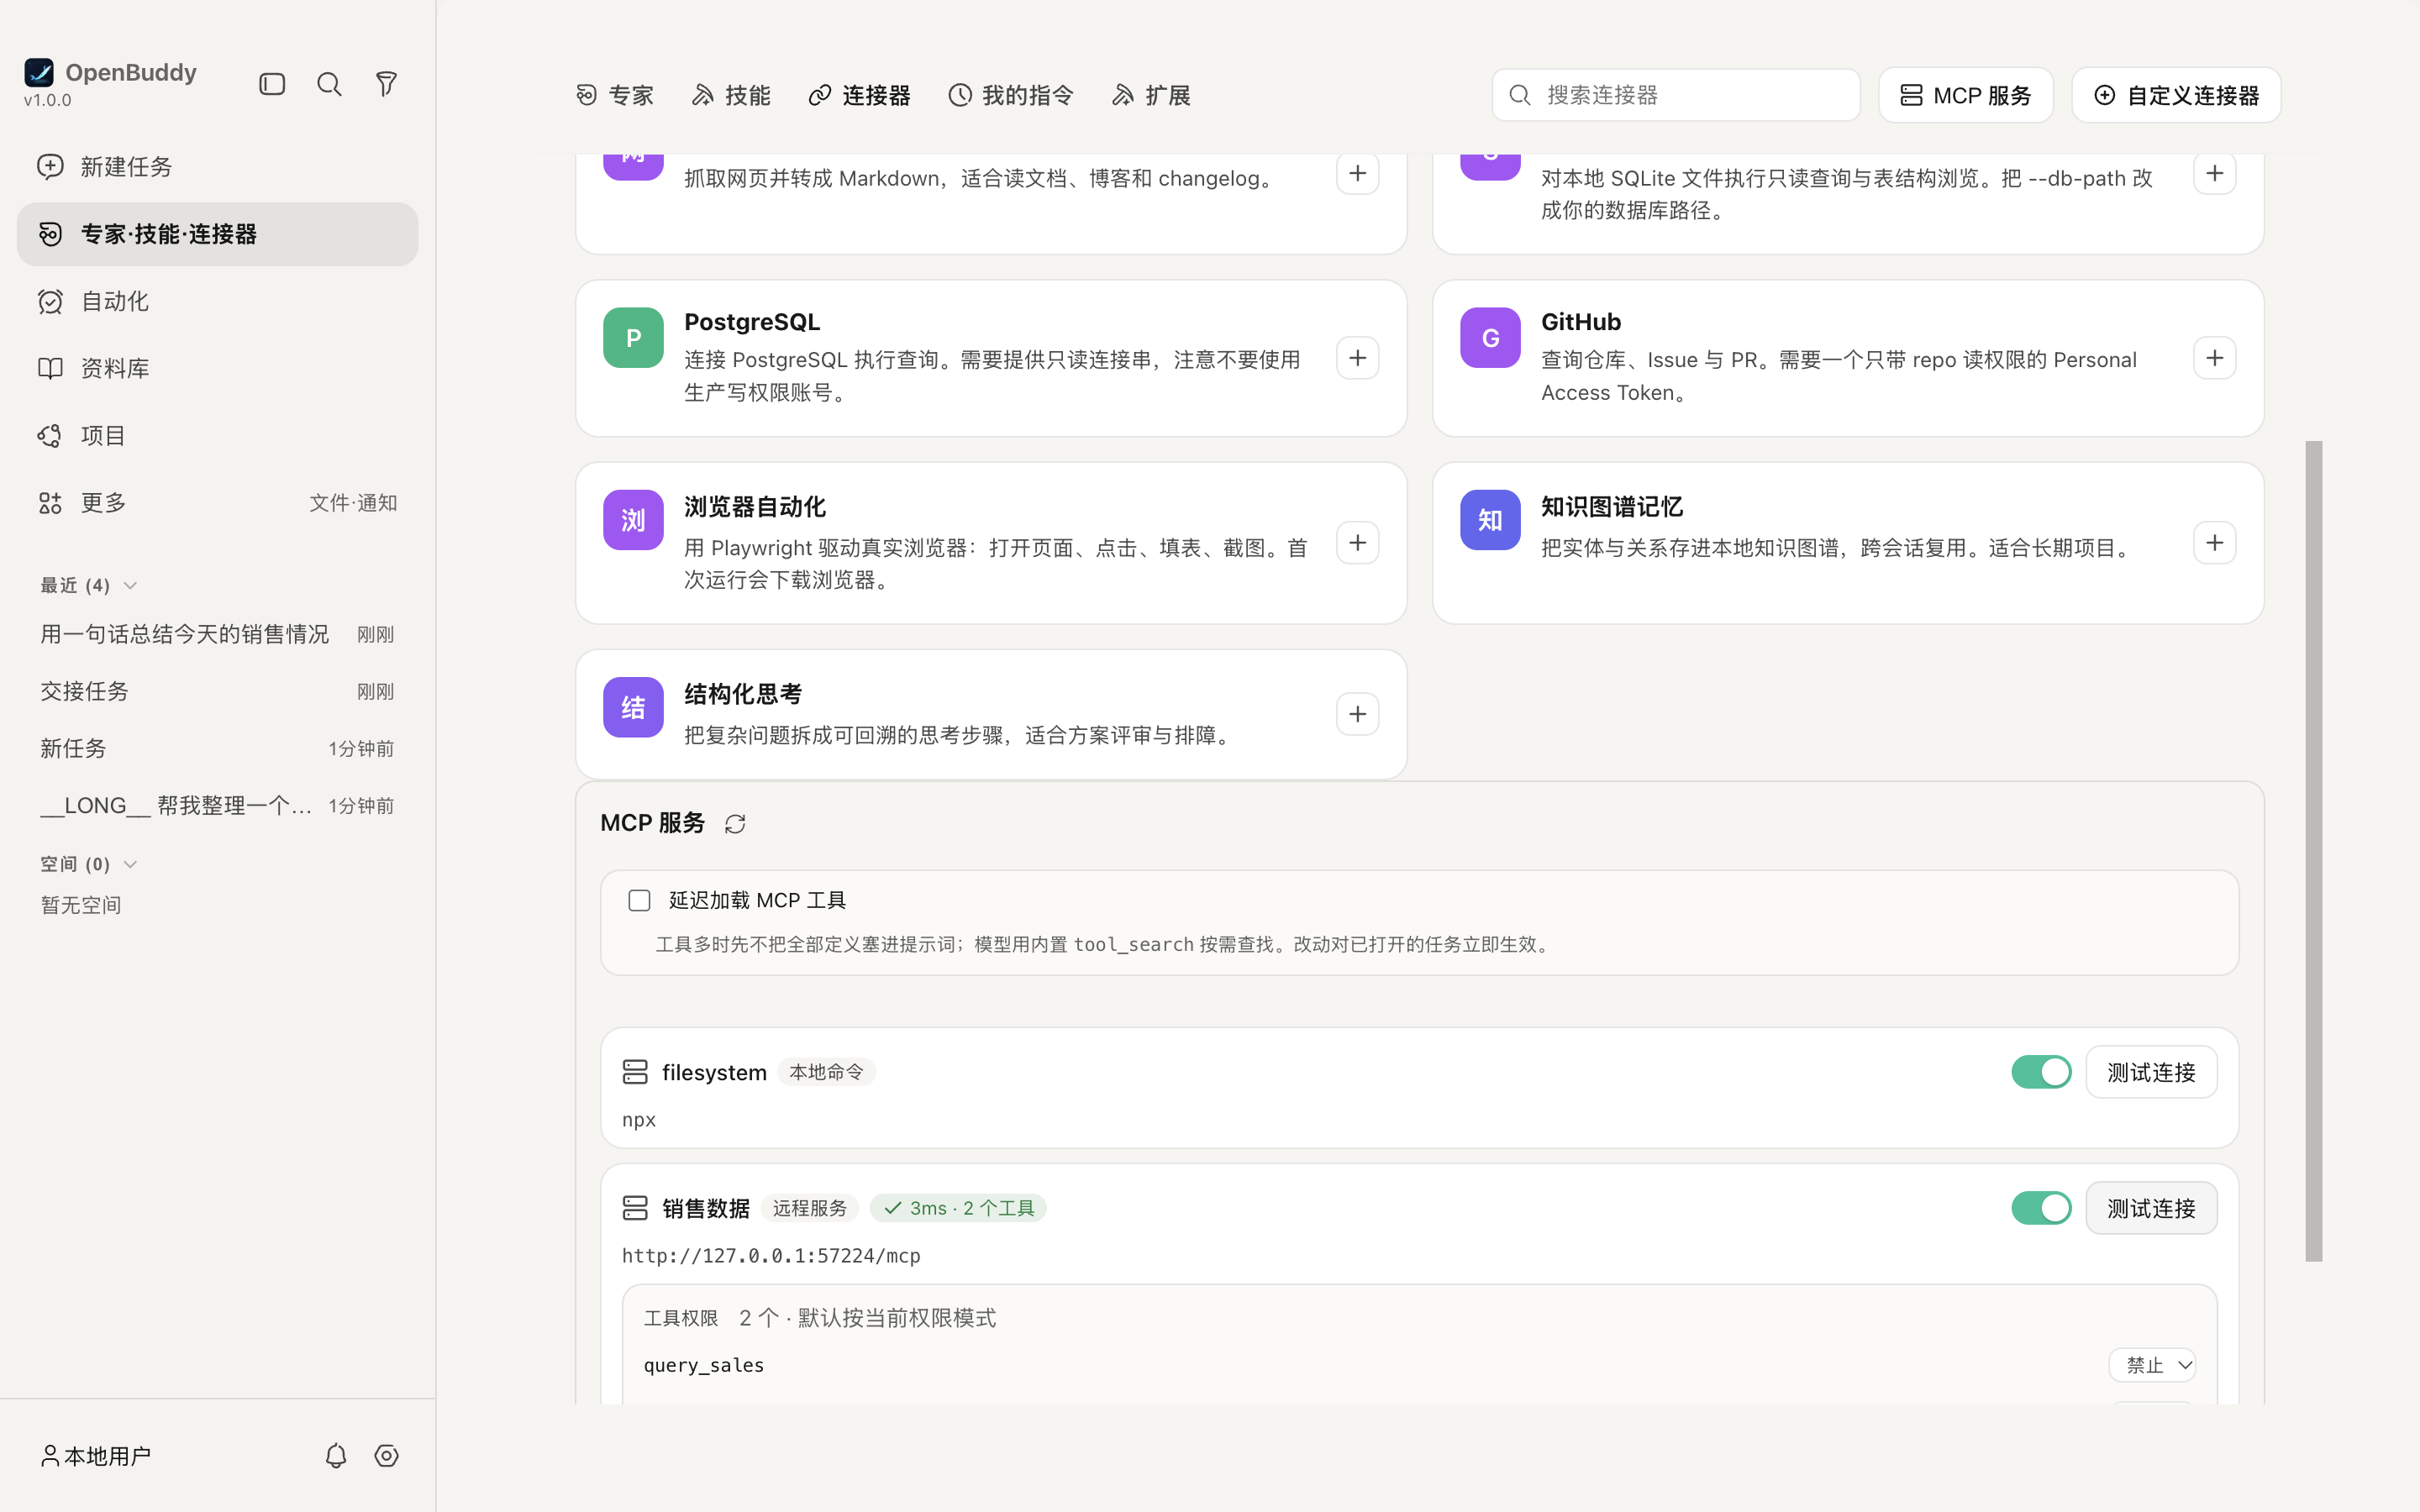 OpenBuddy
v1.0.0
新建任务
专家·技能·连接器
自动化
资料库
项目
更多
文件·通知
最近 (4)
用一句话总结今天的销售情况
刚刚
交接任务
刚刚
新任务
1分钟前
__LONG__ 帮我整理一个…
1分钟前
空间 (0)
暂无空间
本地用户
专家
技能
连接器
我的指令
扩展
搜索连接器
MCP 服务
自定义连接器
抓取网页并转成 Markdown，适合读文档、博客和 changelog。
对本地 SQLite 文件执行只读查询与表结构浏览。把 --db-path 改
成你的数据库路径。
P
PostgreSQL
连接 PostgreSQL 执行查询。需要提供只读连接串，注意不要使用
生产写权限账号。
G
GitHub
查询仓库、Issue 与 PR。需要一个只带 repo 读权限的 Personal
Access Token。
浏
浏览器自动化
用 Playwright 驱动真实浏览器：打开页面、点击、填表、截图。首
次运行会下载浏览器。
知
知识图谱记忆
把实体与关系存进本地知识图谱，跨会话复用。适合长期项目。
结
结构化思考
把复杂问题拆成可回溯的思考步骤，适合方案评审与排障。
MCP 服务
延迟加载 MCP 工具
工具多时先不把全部定义塞进提示词；模型用内置 tool_search 按需查找。改动对已打开的任务立即生效。
filesystem
本地命令
测试连接
npx
销售数据
远程服务
3ms · 2 个工具
测试连接
http://127.0.0.1:57224/mcp
工具权限
2 个 · 默认按当前权限模式
query_sales
禁止